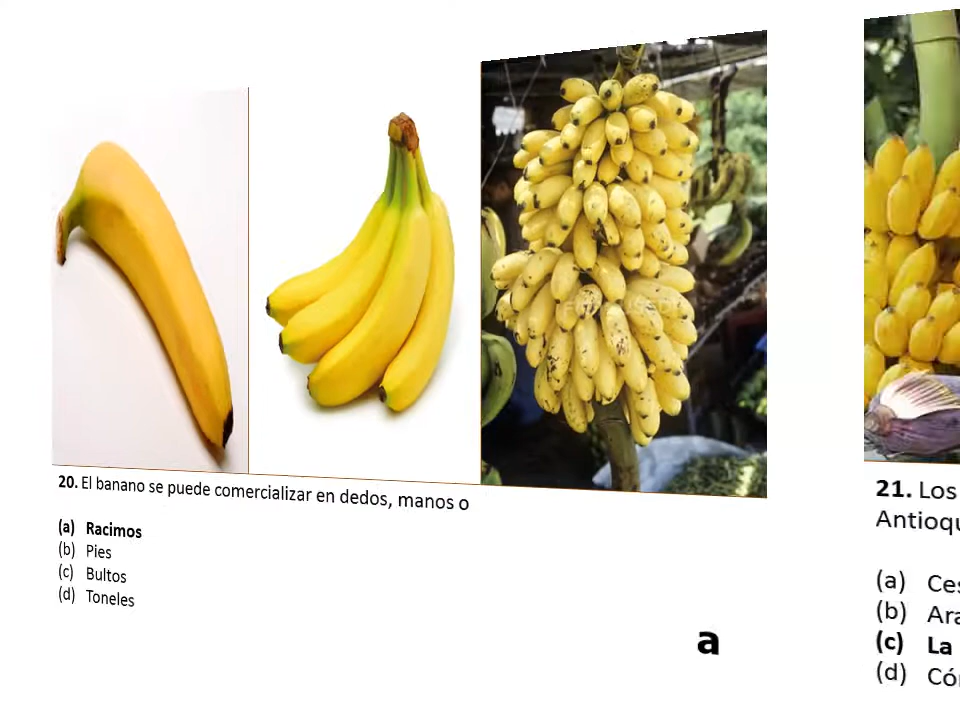 20. El banano se puede comercializar en dedos, manos o
(a) Racimos
(b) Pies
(c) Bultos
(d) Toneles
a
21. Los
(a)
(b)
(c) La
(d)